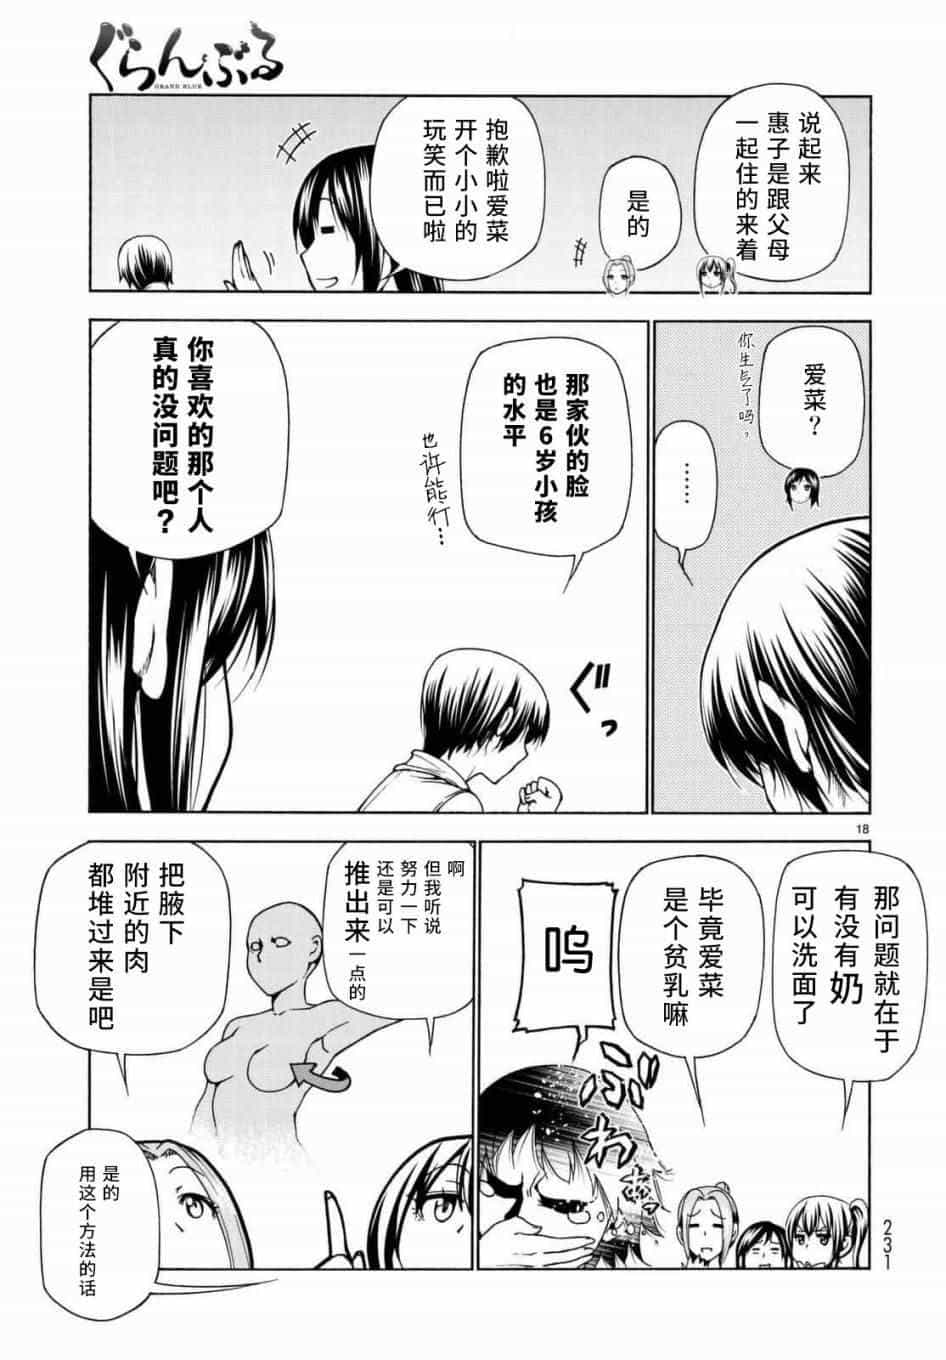 ぐらんぶる
GRAND BLUE
说起来
惠子是跟父母
一起住的来着
是的
抱歉啦爱菜
开个小小的
玩笑而已啦
爱菜？
你生气了吗？
……
那家伙的脸
也是6岁小孩
的水平
也许能行…
ぐっ
你喜欢的那个人
真的没问题吧？
18
那问题就在于
有没有奶
可以洗面了
毕竟爱菜
是个贫乳嘛
呜
ぶわぁっ
啊
但我听说
努力一下
还是可以
推出来一点的
把腋下
附近的肉
都堆过来是吧
是的
用这个方法的话
231